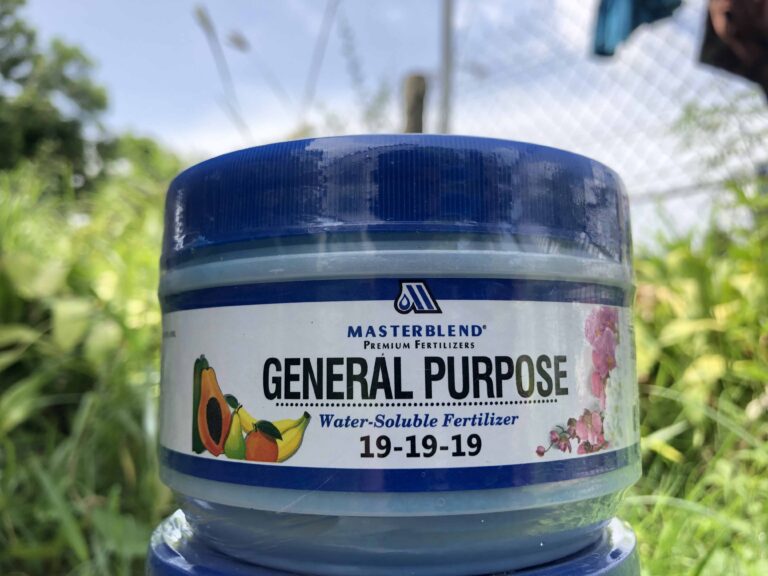 MASTERBLEND®
PREMIUM FERTILIZERS
GENERAL PURPOSE
Water-Soluble Fertilizer
19-19-19